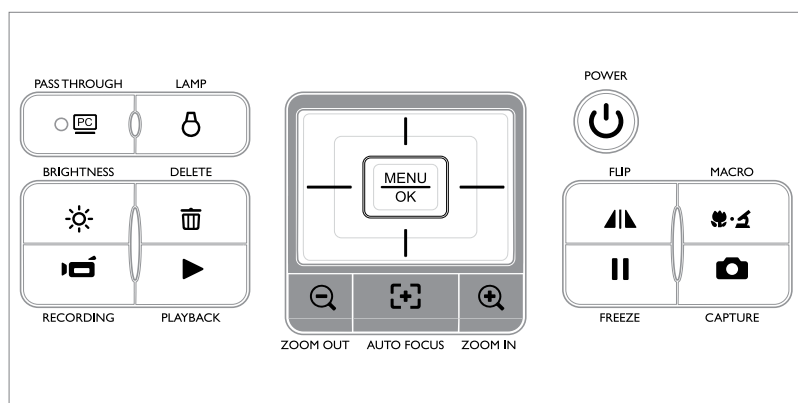 POWER
PASS THROUGH LAMP
PC
BRIGHTNESS DELETE
MENU
OK
FLIP MACRO
RECORDING PLAYBACK
FREEZE CAPTURE
ZOOM OUT AUTO FOCUS ZOOM IN